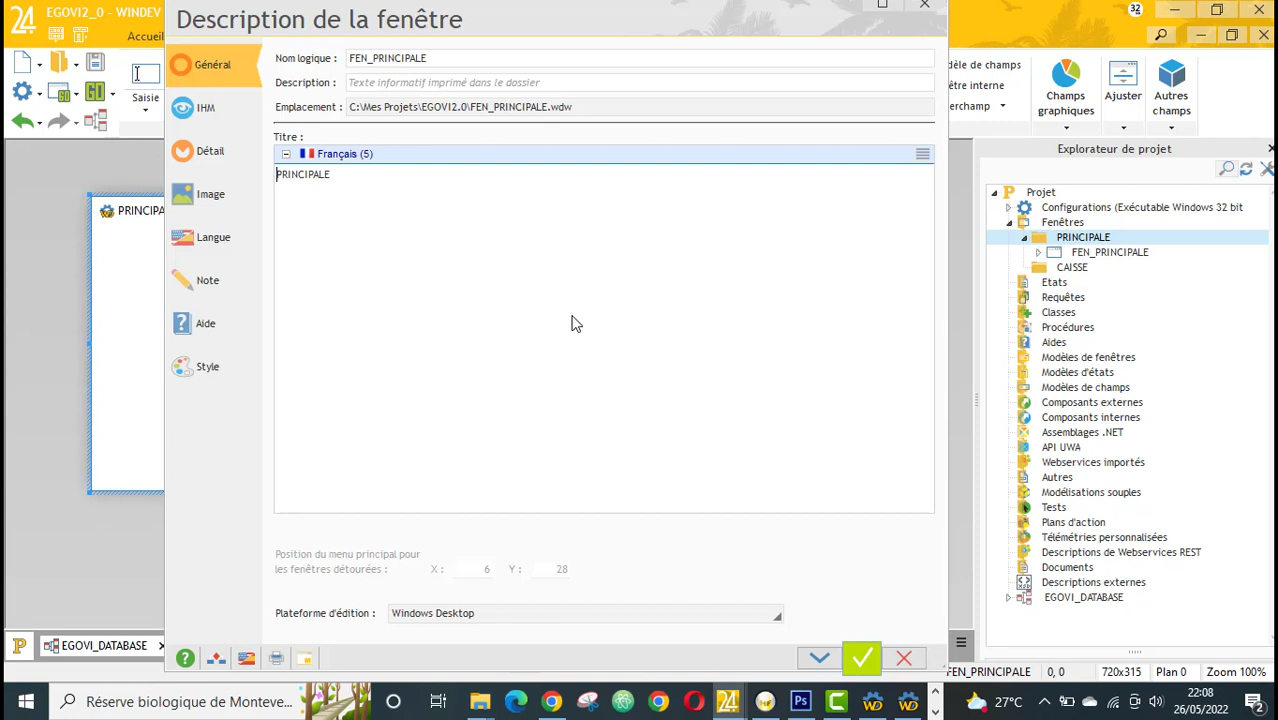 EGOVI2_0 - WINDEV
Accueil
Saisie
PRINCIPA
EGOVI_DATABASE
Description de la fenêtre
Général
IHM
Détail
Image
Langue
Note
Aide
Style
Nom logique : FEN_PRINCIPALE
Description : Texte informatif imprimé dans le dossier
Emplacement : C:\Mes Projets\EGOVI2.0\FEN_PRINCIPALE.wdw
Titre :
Français (5)
PRINCIPALE
Position du menu principal pour
les fenêtres détourées : X : 6 Y : 28
Plateforme d'édition : Windows Desktop
32
dèle de champs
être interne
erchamp
Champs
graphiques
Ajuster
Autres
champs
Explorateur de projet
Projet
Configurations (Exécutable Windows 32 bit
Fenêtres
PRINCIPALE
FEN_PRINCIPALE
CAISSE
Etats
Requêtes
Classes
Procédures
Aides
Modèles de fenêtres
Modèles d'états
Modèles de champs
Composants externes
Composants internes
Assemblages .NET
API UWA
Webservices importés
Autres
Modélisations souples
Tests
Plans d'action
Télémétries personnalisées
Descriptions de Webservices REST
Documents
Descriptions externes
EGOVI_DATABASE
FEN_PRINCIPALE 0, 0 720x315 Plan 0 Zoom 100%
Réserve biologique de Monteve...
27°C
22:08
26/05/2022
2